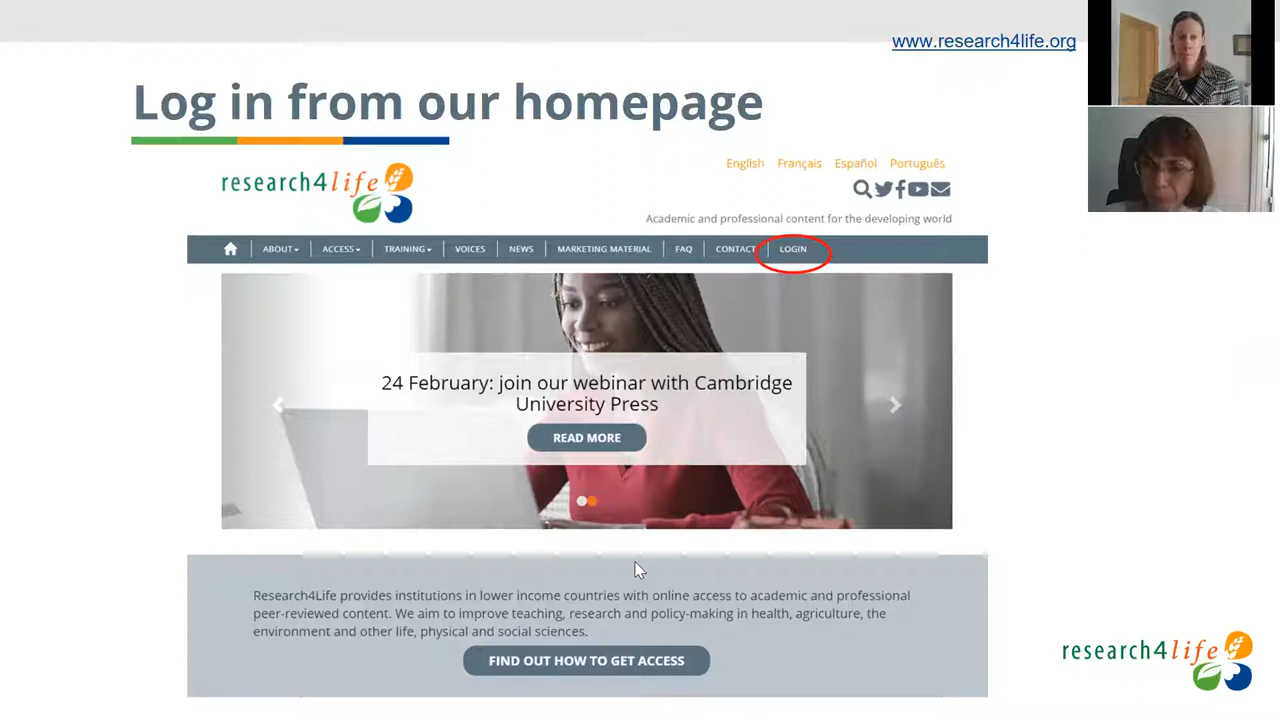 www.research4life.org
Log in from our homepage
research4life
English Français Español Português
Academic and professional content for the developing world
ABOUT ACCESS TRAINING VOICES NEWS MARKETING MATERIAL FAQ CONTACT LOGIN
24 February: join our webinar with Cambridge
University Press
READ MORE
Research4Life provides institutions in lower income countries with online access to academic and professional
peer-reviewed content. We aim to improve teaching, research and policy-making in health, agriculture, the
environment and other life, physical and social sciences.
FIND OUT HOW TO GET ACCESS
research4life